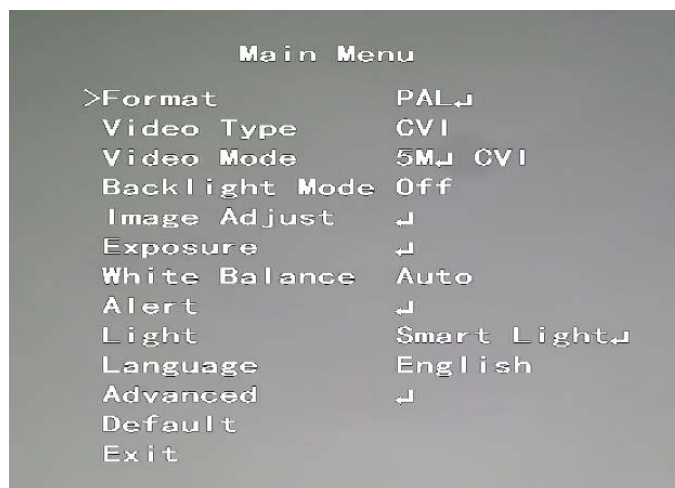 Main Menu
>Format PAL↲
Video Type CVI
Video Mode 5M↲ CVI
Backlight Mode Off
Image Adjust ↲
Exposure ↲
White Balance Auto
Alert ↲
Light Smart Light↲
Language English
Advanced ↲
Default
Exit